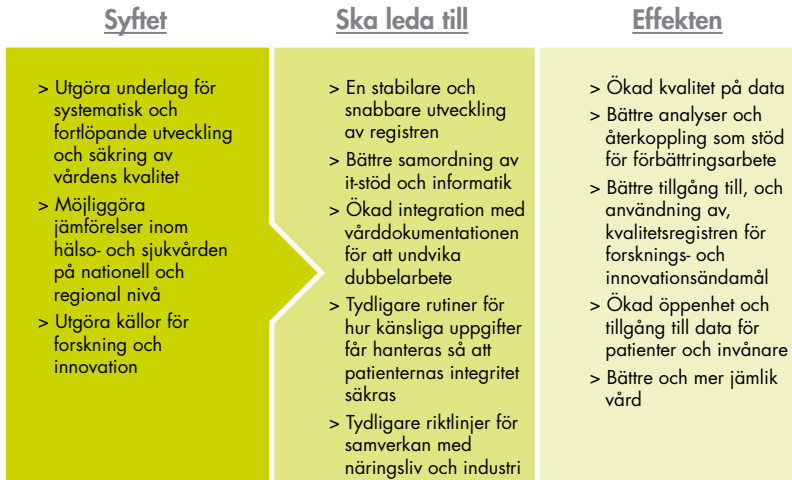 Syftet
> Utgöra underlag för
systematisk och
fortlöpande utveckling
och säkring av
vårdens kvalitet
> Möjliggöra
jämförelser inom
hälso- och sjukvården
på nationell och
regional nivå
> Utgöra källor för
forskning och
innovation
Ska leda till
> En stabilare och
snabbare utveckling
av registren
> Bättre samordning av
it-stöd och informatik
> Ökad integration med
vårddokumentationen
för att undvika
dubbelarbete
> Tydligare rutiner för
hur känsliga uppgifter
får hanteras så att
patienternas integritet
säkras
> Tydligare riktlinjer för
samverkan med
näringsliv och industri
Effekten
> Ökad kvalitet på data
> Bättre analyser och
återkoppling som stöd
för förbättringsarbete
> Bättre tillgång till, och
användning av,
kvalitetsregistren för
forsknings- och
innovationsändamål
> Ökad öppenhet och
tillgång till data för
patienter och invånare
> Bättre och mer jämlik
vård